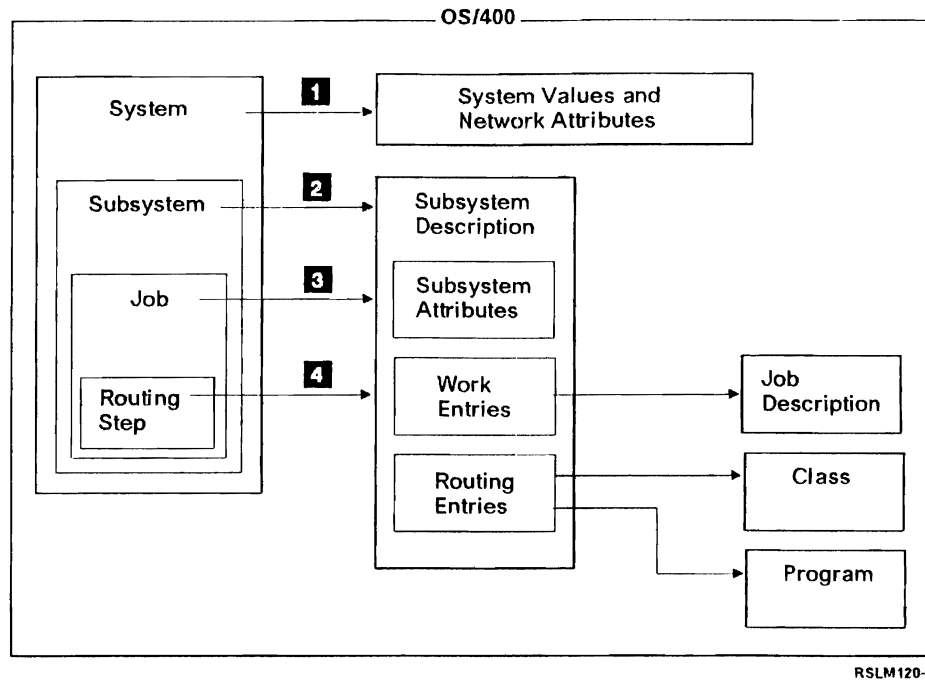 OS/400
System
1
System Values and
Network Attributes
Subsystem
2
Subsystem
Description
Job
3
Subsystem
Attributes
Routing
Step
4
Work
Entries
Job
Description
Routing
Entries
Class
Program
RSLM120-